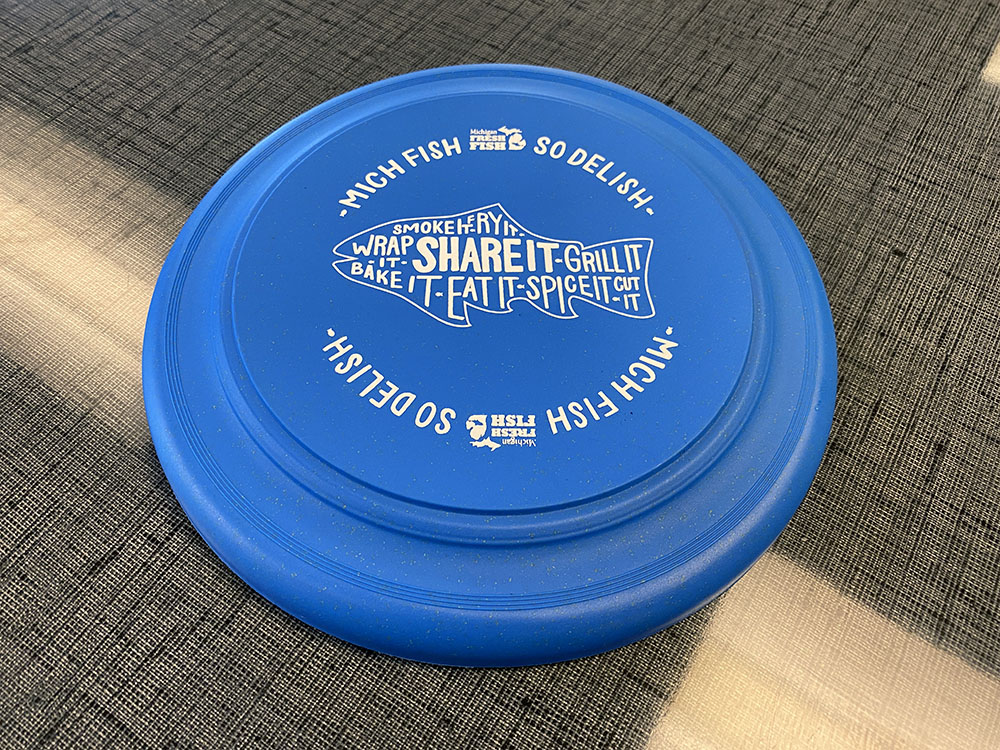 -MICH FISH
Michigan
FRESH
FISH
SO DELISH-
SMOKE IT-
FRY IT-
WRAP
-IT-
SHARE IT-
GRILL IT
BAKE IT-
EAT IT-
SPICE IT
CUT
-IT
SO DELISH-
Michigan
FRESH
FISH
-MICH FISH